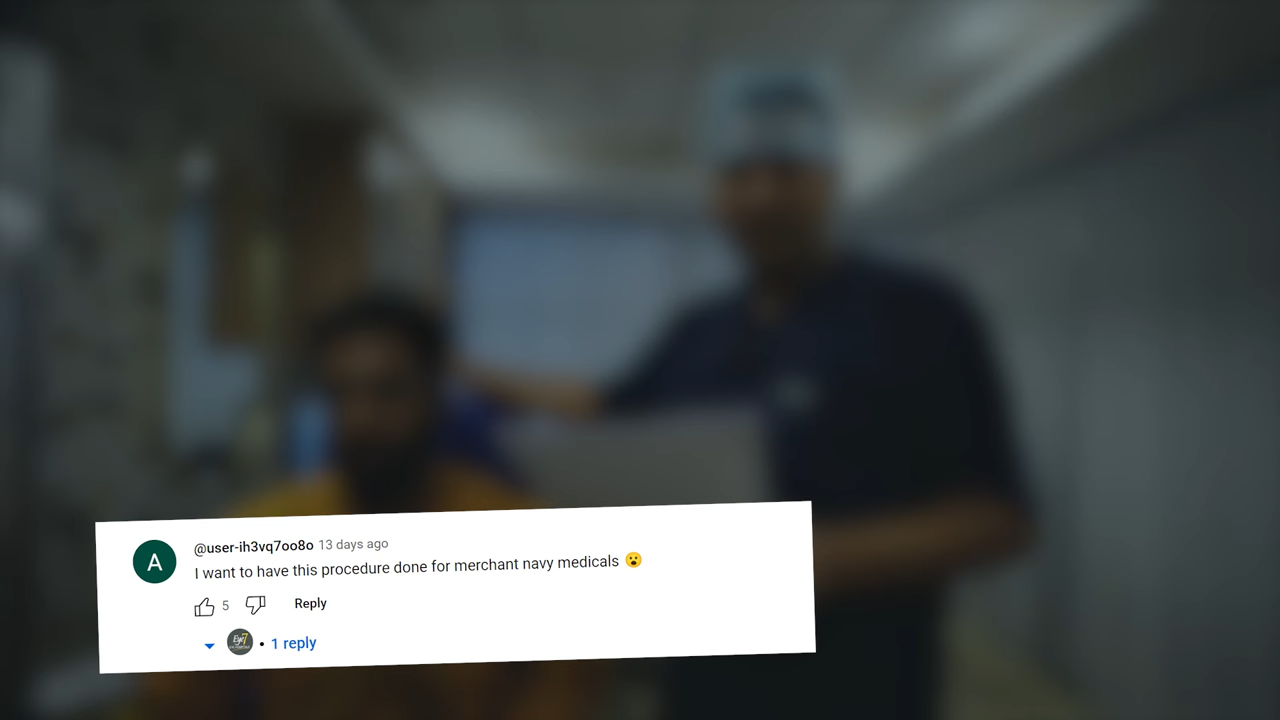 @user-ih3vq7oo8o 13 days ago
I want to have this procedure done for merchant navy medicals 😮
5 Reply
Eye7 • 1 reply